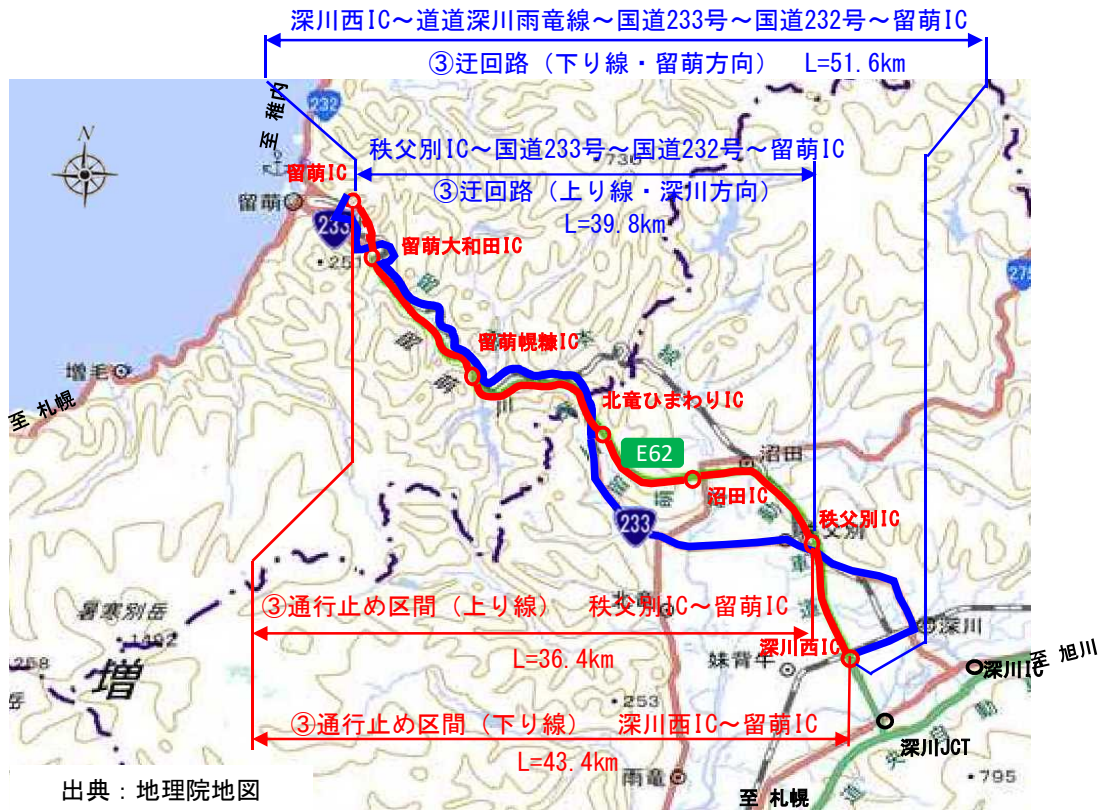 深川西IC～道道深川雨竜線～国道233号～国道232号～留萌IC
③迂回路（下り線・留萌方向） L=51.6km
232
至 稚内
N
秩父別IC～国道233号～国道232号～留萌IC
③迂回路（上り線・深川方向）
L=39.8km
留萌IC
留萌
233
留萌大和田IC
275
留萌幌糠IC
増毛
至 札幌
北竜ひまわりIC
E62
沼田
沼田IC
秩父別IC
233
北竜
③通行止め区間（上り線） 秩父別IC～留萌IC
L=36.4km
暑寒別岳
増
深川
深川西IC
妹背牛
深川IC
至 旭川
・253
③通行止め区間（下り線） 深川西IC～留萌IC
L=43.4km
深川JCT
雨竜
・795
至 札幌
出典：地理院地図